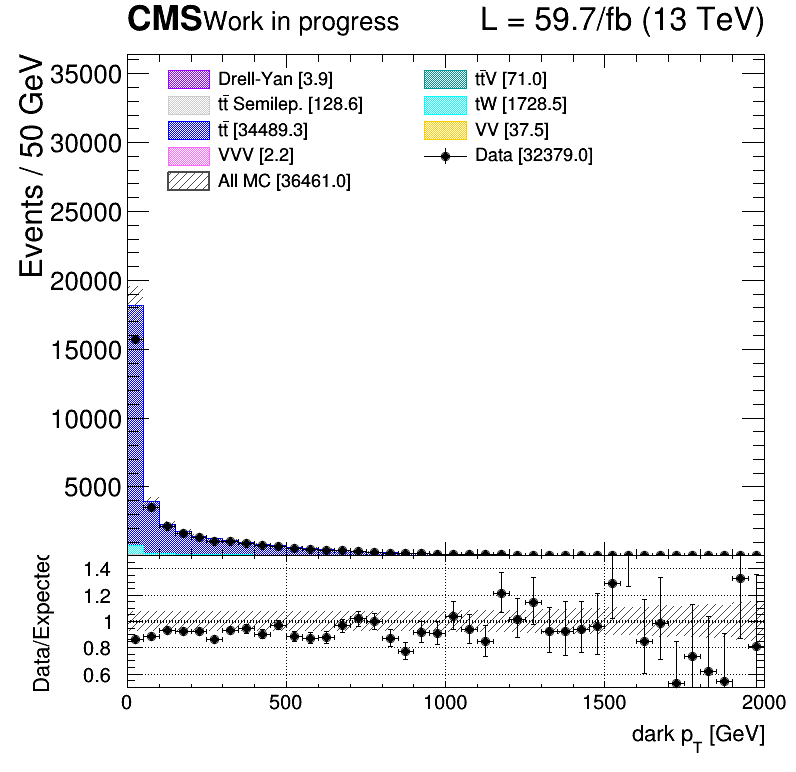 CMS Work in progress L = 59.7/fb (13 TeV)
Events / 50 GeV
35000
30000
25000
20000
15000
10000
5000
Drell-Yan [3.9]
tt̄ Semilep. [128.6]
tt̄ [34489.3]
VVV [2.2]
All MC [36461.0]
tt̄V [71.0]
tW [1728.5]
VV [37.5]
Data [32379.0]
Data/Expected
1.4
1.2
1
0.8
0.6
0 500 1000 1500 2000
dark p_T [GeV]